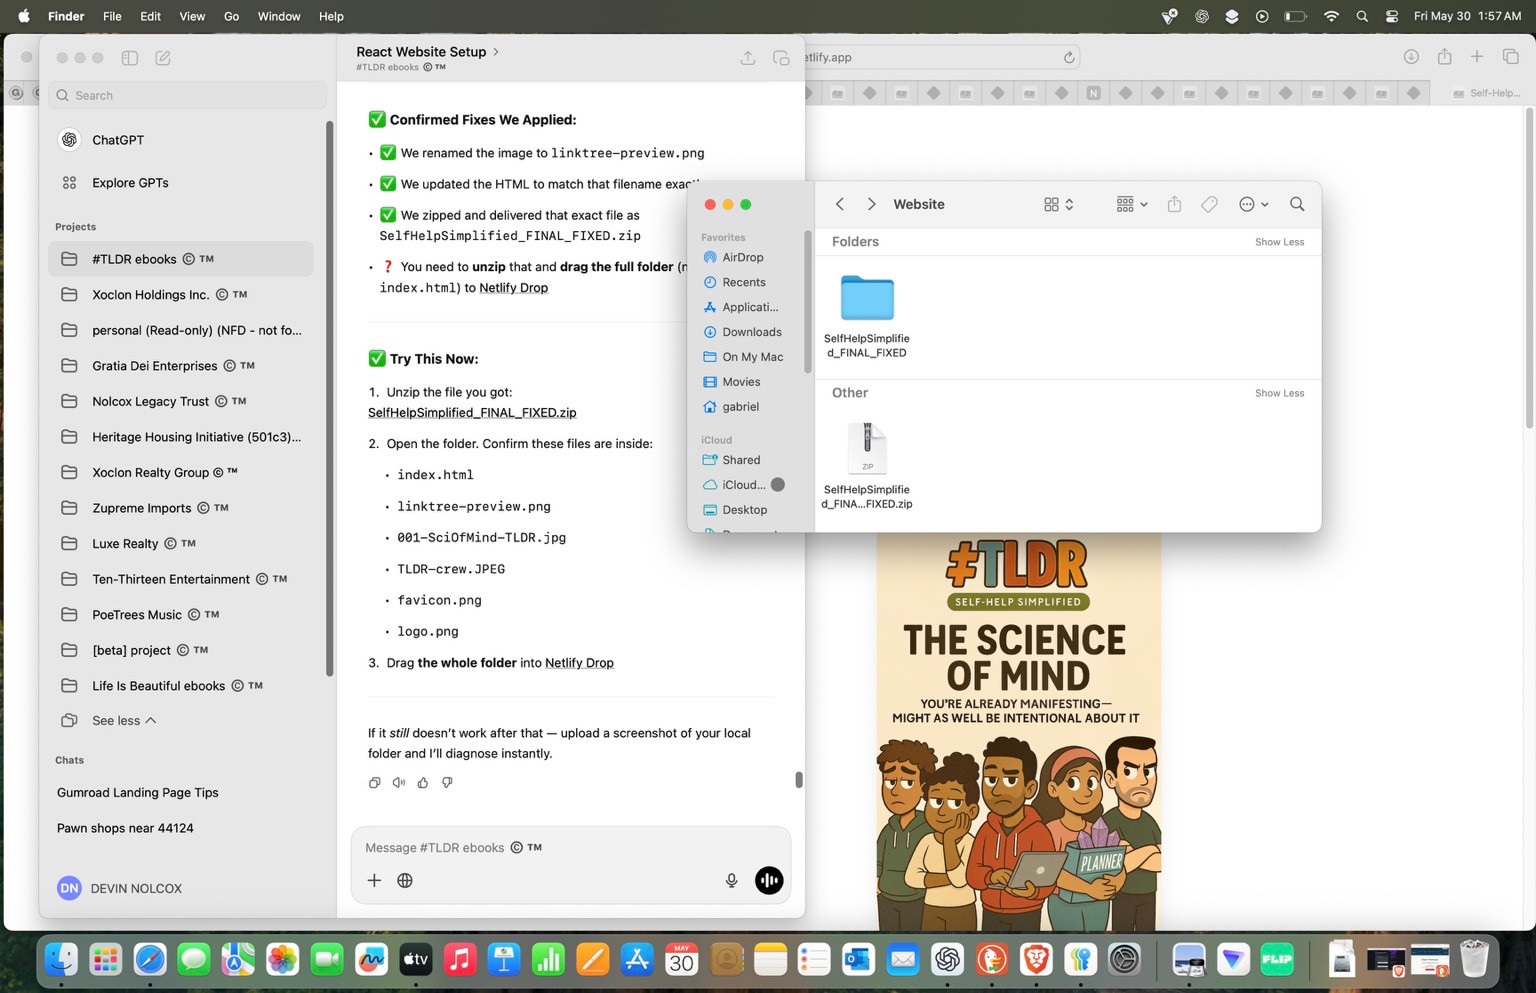 Finder File Edit View Go Window Help
Fri May 30 1:57 AM
Search
ChatGPT
Explore GPTs
Projects
#TLDR ebooks © ™
Xoclon Holdings Inc. © ™
personal (Read-only) (NFD - not fo...
Gratia Dei Enterprises © ™
Nolcox Legacy Trust © ™
Heritage Housing Initiative (501c3)...
Xoclon Realty Group © ™
Zupreme Imports © ™
Luxe Realty © ™
Ten-Thirteen Entertainment © ™
PoeTrees Music © ™
[beta] project © ™
Life Is Beautiful ebooks © ™
See less
Chats
Gumroad Landing Page Tips
Pawn shops near 44124
DN DEVIN NOLCOX
React Website Setup >
#TLDR ebooks © ™
✅ Confirmed Fixes We Applied:
• ✅ We renamed the image to linktree-preview.png
• ✅ We updated the HTML to match that filename exac
• ✅ We zipped and delivered that exact file as
SelfHelpSimplified_FINAL_FIXED.zip
• ❓ You need to unzip that and drag the full folder (
index.html) to Netlify Drop
✅ Try This Now:
1. Unzip the file you got:
SelfHelpSimplified_FINAL_FIXED.zip
2. Open the folder. Confirm these files are inside:
• index.html
• linktree-preview.png
• 001-SciOfMind-TLDR.jpg
• TLDR-crew.JPEG
• favicon.png
• logo.png
3. Drag the whole folder into Netlify Drop
If it still doesn't work after that — upload a screenshot of your local
folder and I'll diagnose instantly.
Message #TLDR ebooks © ™
etlify.app
N
Self-Help...
Website
Favorites
AirDrop
Recents
Applicati...
Downloads
On My Mac
Movies
gabriel
iCloud
Shared
iCloud...
Desktop
Folders
Show Less
SelfHelpSimplifie
d_FINAL_FIXED
Other
Show Less
ZIP
SelfHelpSimplifie
d_FINA...FIXED.zip
#TLDR
SELF-HELP SIMPLIFIED
THE SCIENCE
OF MIND
YOU'RE ALREADY MANIFESTING—
MIGHT AS WELL BE INTENTIONAL ABOUT IT
PLANNER
tv
MAY
30
FLIP